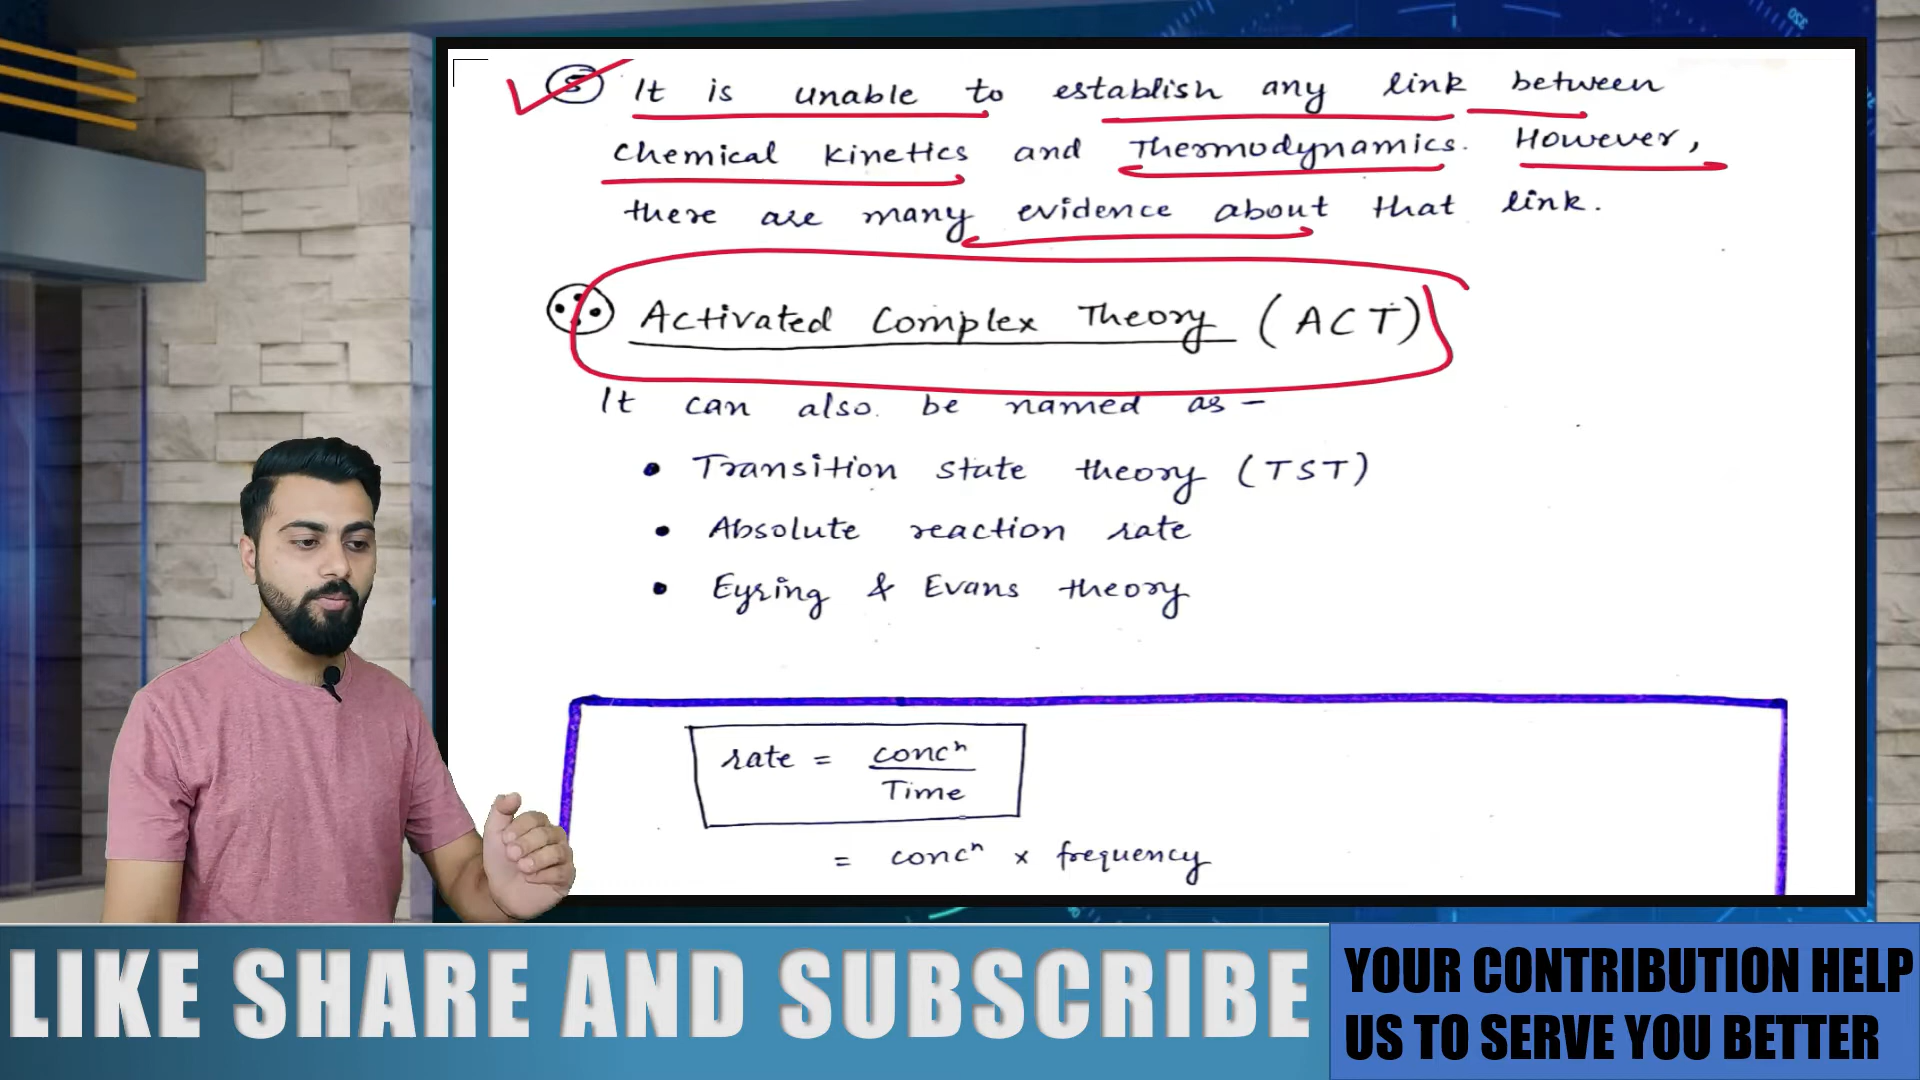 5 It is unable to establish any link between
Chemical Kinetics and Thermodynamics. However,
there are many evidence about that link.
Activated Complex Theory (ACT)
It can also be named as -
• Transition state theory (TST)
• Absolute reaction rate
• Eyring & Evans theory
rate = concⁿ
Time
= concⁿ × frequency
LIKE SHARE AND SUBSCRIBE
YOUR CONTRIBUTION HELP
US TO SERVE YOU BETTER